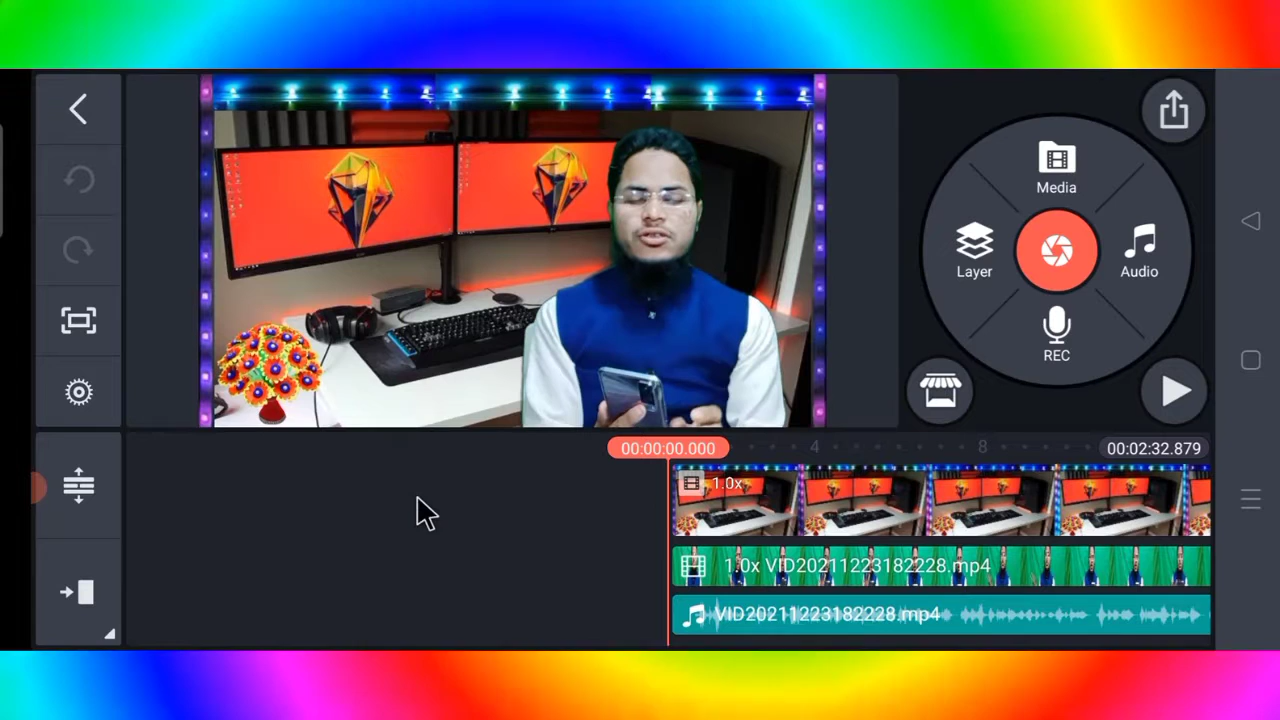 Media
Layer
Audio
REC
00:00:00.000
4
8
00:02:32.879
1.0x
1.0x VID20211223182228.mp4
VID20211223182228.mp4